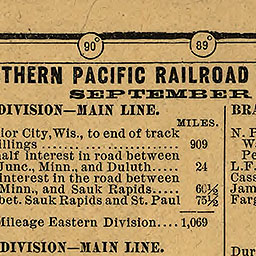 90° 89°
THERN PACIFIC RAILROAD
SEPTEMBER
DIVISION—MAIN LINE.
MILES.
lor City, Wis., to end of track
llings 909
half interest in road between
Junc., Minn., and Duluth 24
interest in the road between
Minn., and Sauk Rapids 60½
bet. Sauk Rapids and St. Paul 75½
Mileage Eastern Division 1,069
DIVISION—MAIN LINE.
BRA
N. P
W
Pe
L. F.
Cass
Jam
Farg
Dur